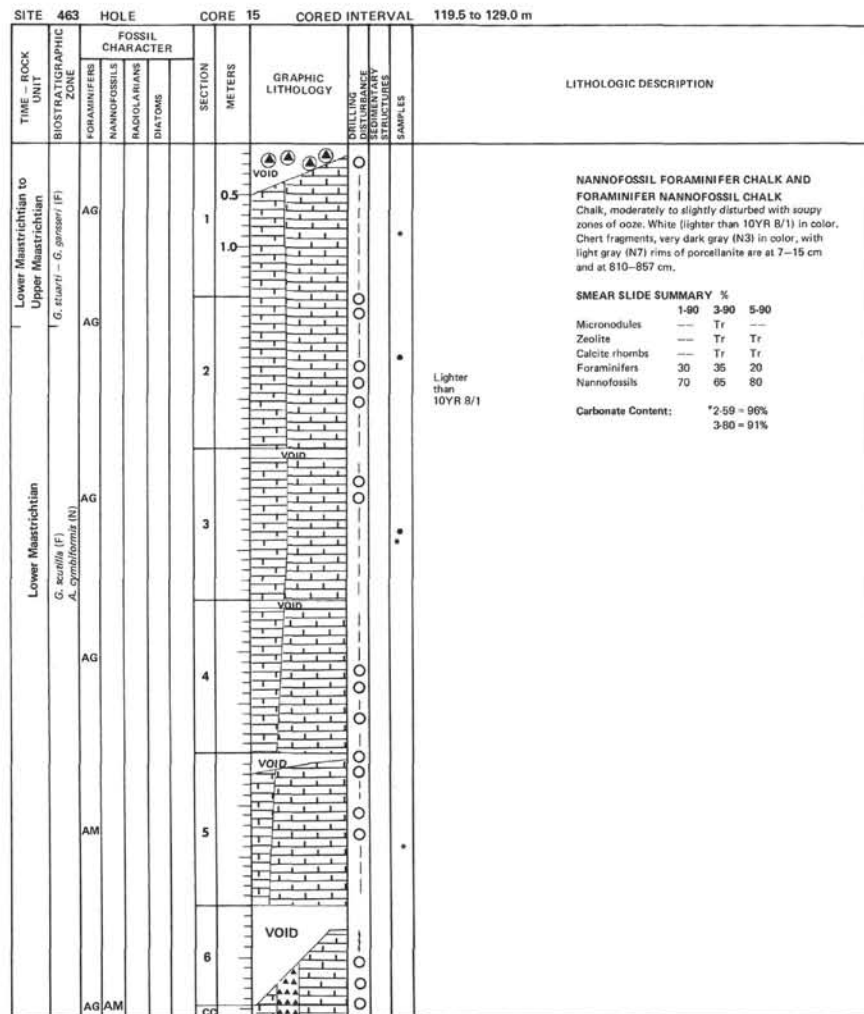 SITE 463 HOLE CORE 15 CORED INTERVAL 119.5 to 129.0 m
TIME – ROCK UNIT
BIOSTRATIGRAPHIC ZONE
FOSSIL CHARACTER
FORAMINIFERS
NANNOFOSSILS
RADIOLARIANS
DIATOMS
SECTION
METERS
GRAPHIC LITHOLOGY
DRILLING DISTURBANCE
SEDIMENTARY STRUCTURES
SAMPLES
LITHOLOGIC DESCRIPTION
Lower Maastrichtian to Upper Maastrichtian
G. stuarti – G. gansseri (F)
AG
1
0.5
1.0
VOID
AG
2
Lighter
than
10YR 8/1
Lower Maastrichtian
G. scutilla (F)
A. cymbiformis (N)
AG
3
VOID
AG
4
VOID
AM
5
VOID
6
VOID
AG AM
CC
NANNOFOSSIL FORAMINIFER CHALK AND
FORAMINIFER NANNOFOSSIL CHALK
Chalk, moderately to slightly disturbed with soupy
zones of ooze. White (lighter than 10YR 8/1) in color.
Chert fragments, very dark gray (N3) in color, with
light gray (N7) rims of porcellanite are at 7–15 cm
and at 810–857 cm.
SMEAR SLIDE SUMMARY %
1-90 3-90 5-90
Micronodules –– Tr ––
Zeolite –– Tr Tr
Calcite rhombs –– Tr Tr
Foraminifers 30 35 20
Nannofossils 70 65 80
Carbonate Content: *2-59 = 96%
3-80 = 91%